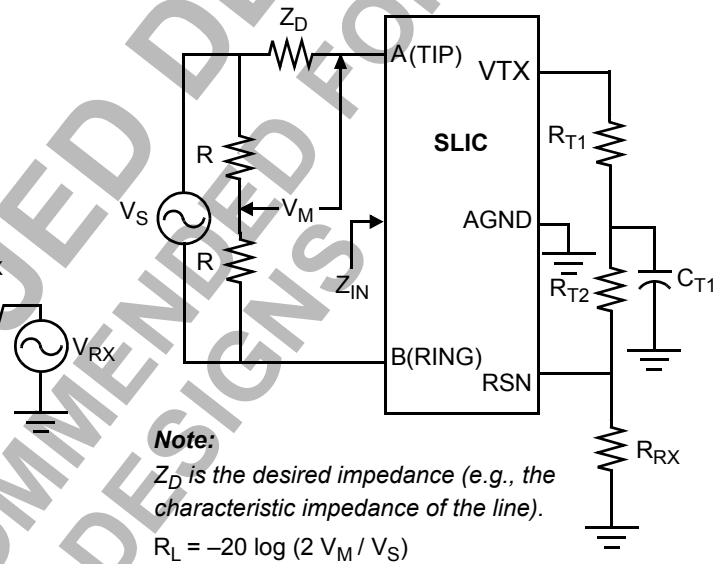 Z_D
A(TIP)
VTX
SLIC
R_T1
R
V_S
V_M
AGND
R
Z_IN
R_T2
C_T1
V_RX
B(RING)
RSN
R_RX
Note:
Z_D is the desired impedance (e.g., the
characteristic impedance of the line).
R_L = –20 log (2 V_M / V_S)
DESIGNS